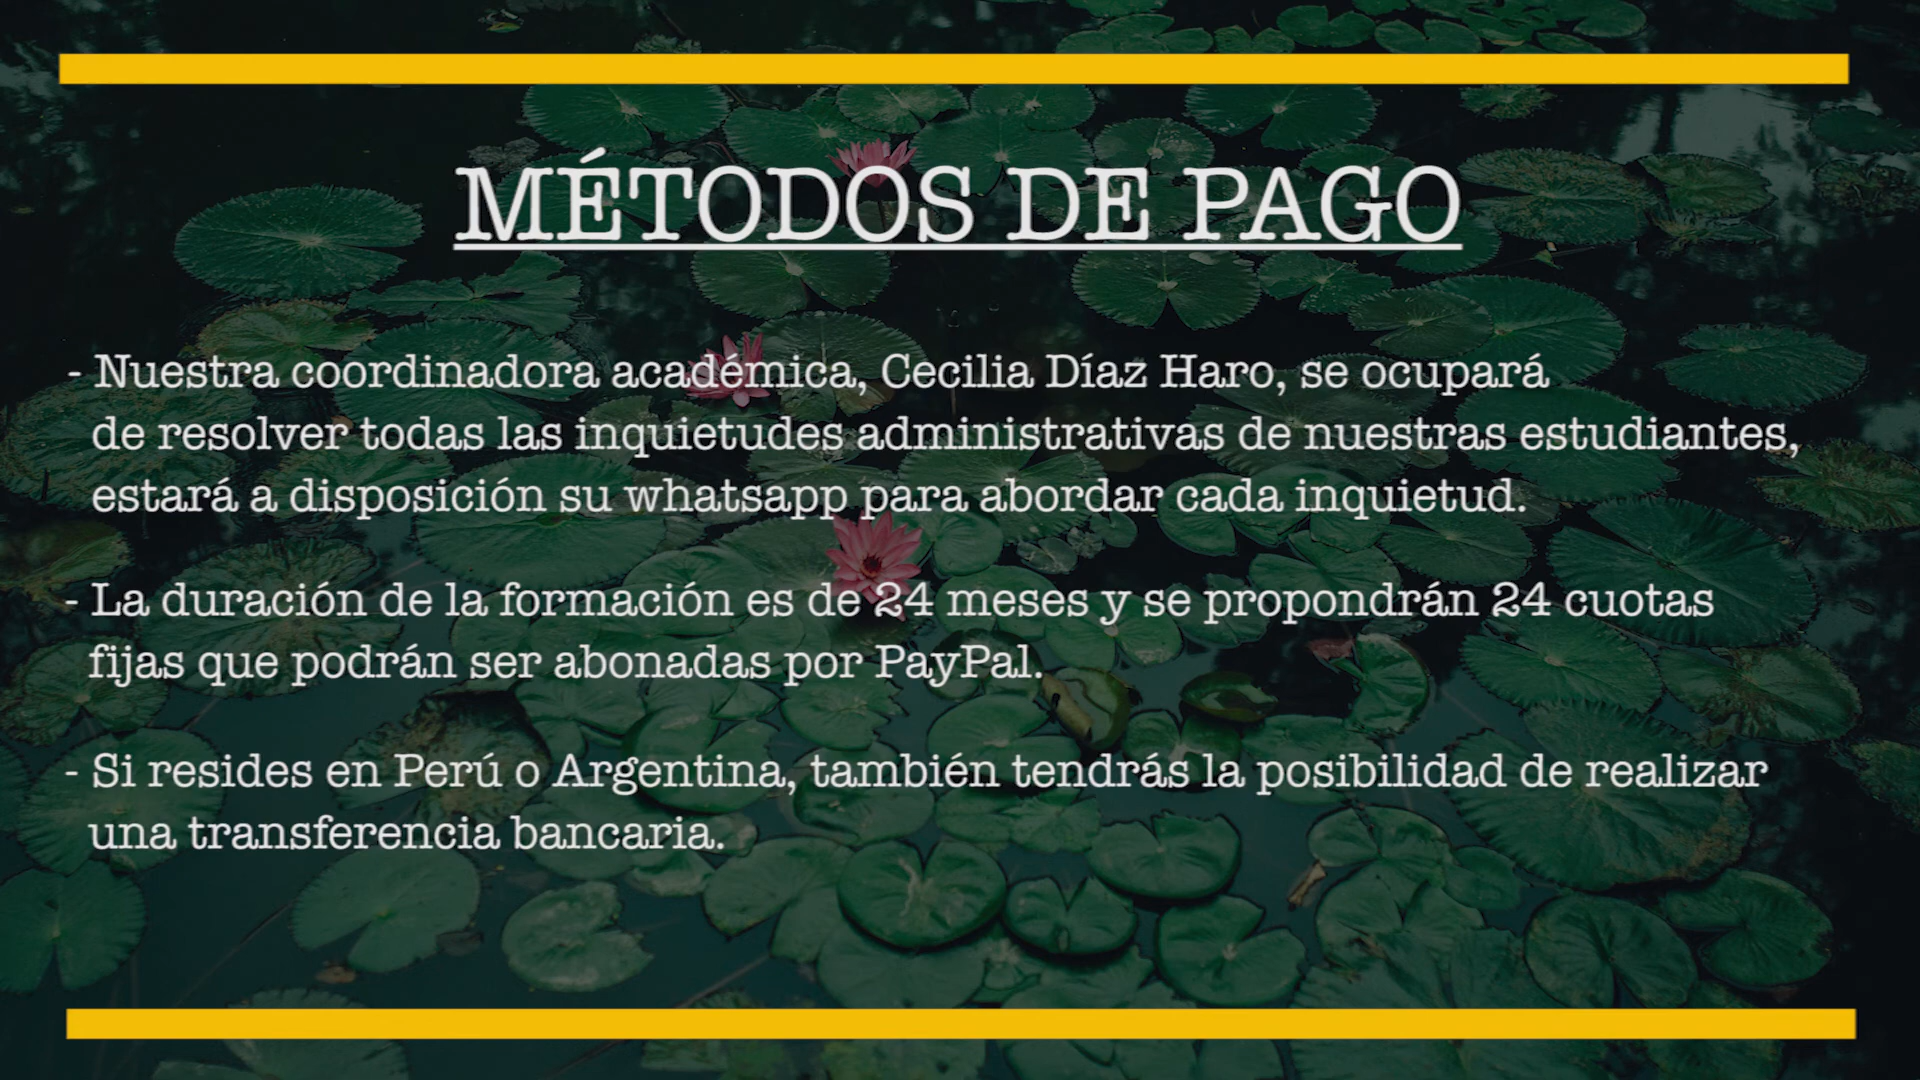 MÉTODOS DE PAGO
- Nuestra coordinadora académica, Cecilia Díaz Haro, se ocupará
de resolver todas las inquietudes administrativas de nuestras estudiantes,
estará a disposición su whatsapp para abordar cada inquietud.
- La duración de la formación es de 24 meses y se propondrán 24 cuotas
fijas que podrán ser abonadas por PayPal.
- Si resides en Perú o Argentina, también tendrás la posibilidad de realizar
una transferencia bancaria.